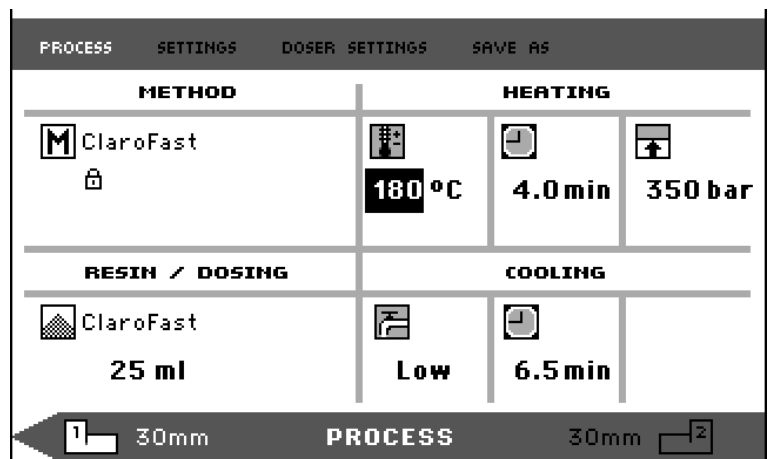 PROCESS SETTINGS DOSER SETTINGS SAVE AS
METHOD HEATING
M ClaroFast
180 ºC 4.0 min 350 bar
RESIN / DOSING COOLING
ClaroFast
25 ml Low 6.5 min
1 30mm PROCESS 30mm 2